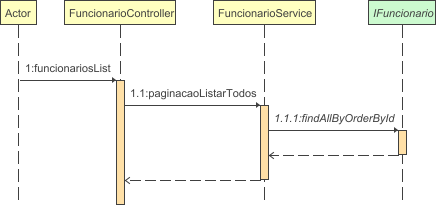 Actor
FuncionarioController
FuncionarioService
IFuncionario
1:funcionariosList
1.1:paginacaoListarTodos
1.1.1:findAllByOrderById